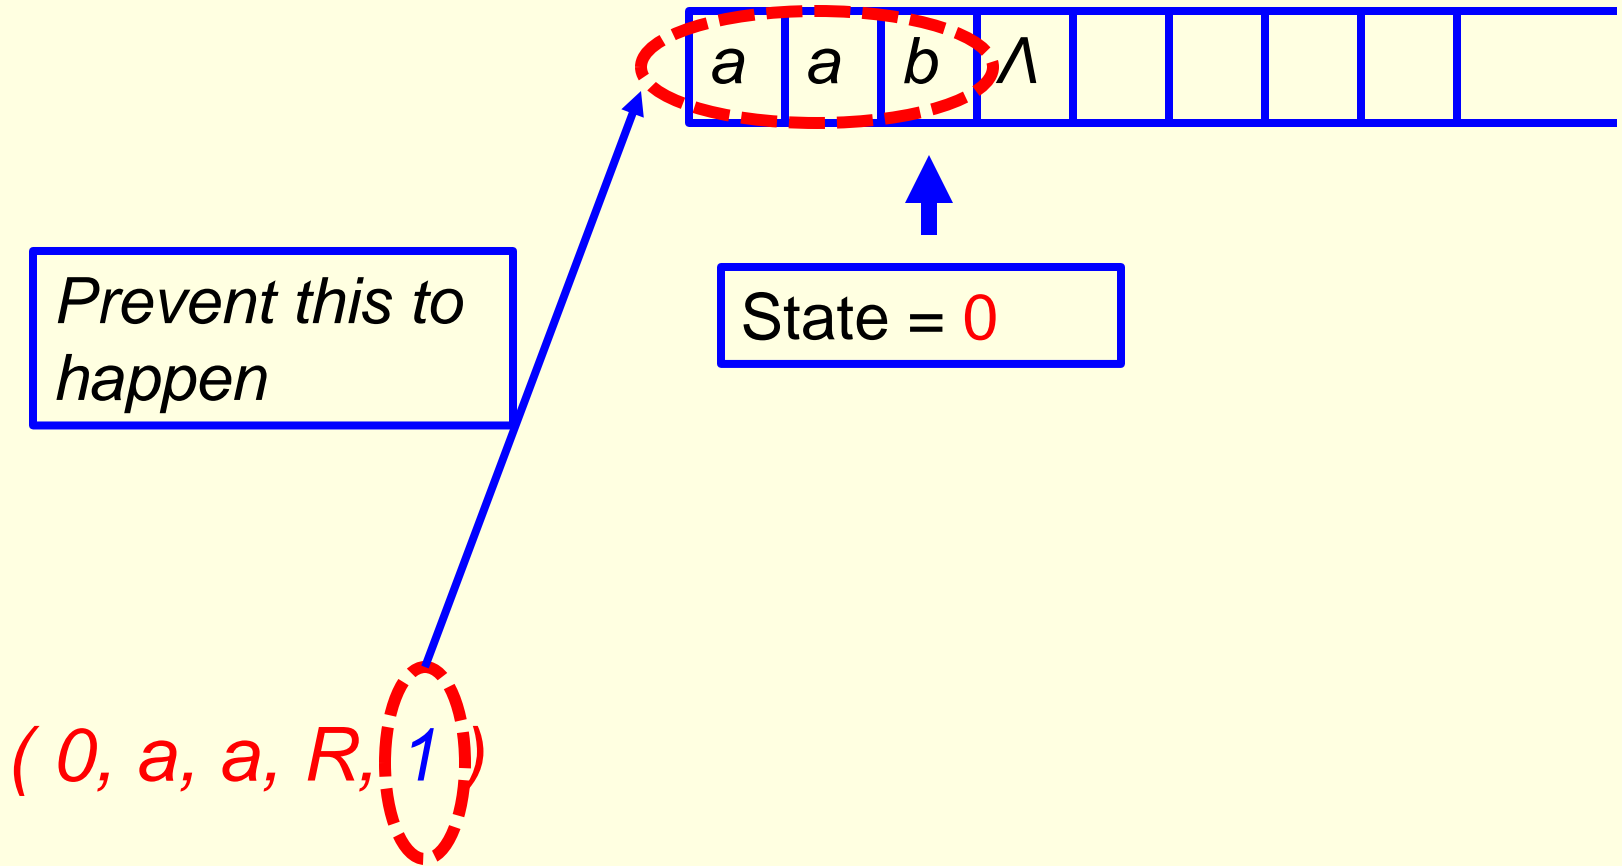 a a b Λ
Prevent this to
happen
State = 0
( 0, a, a, R, 1 )